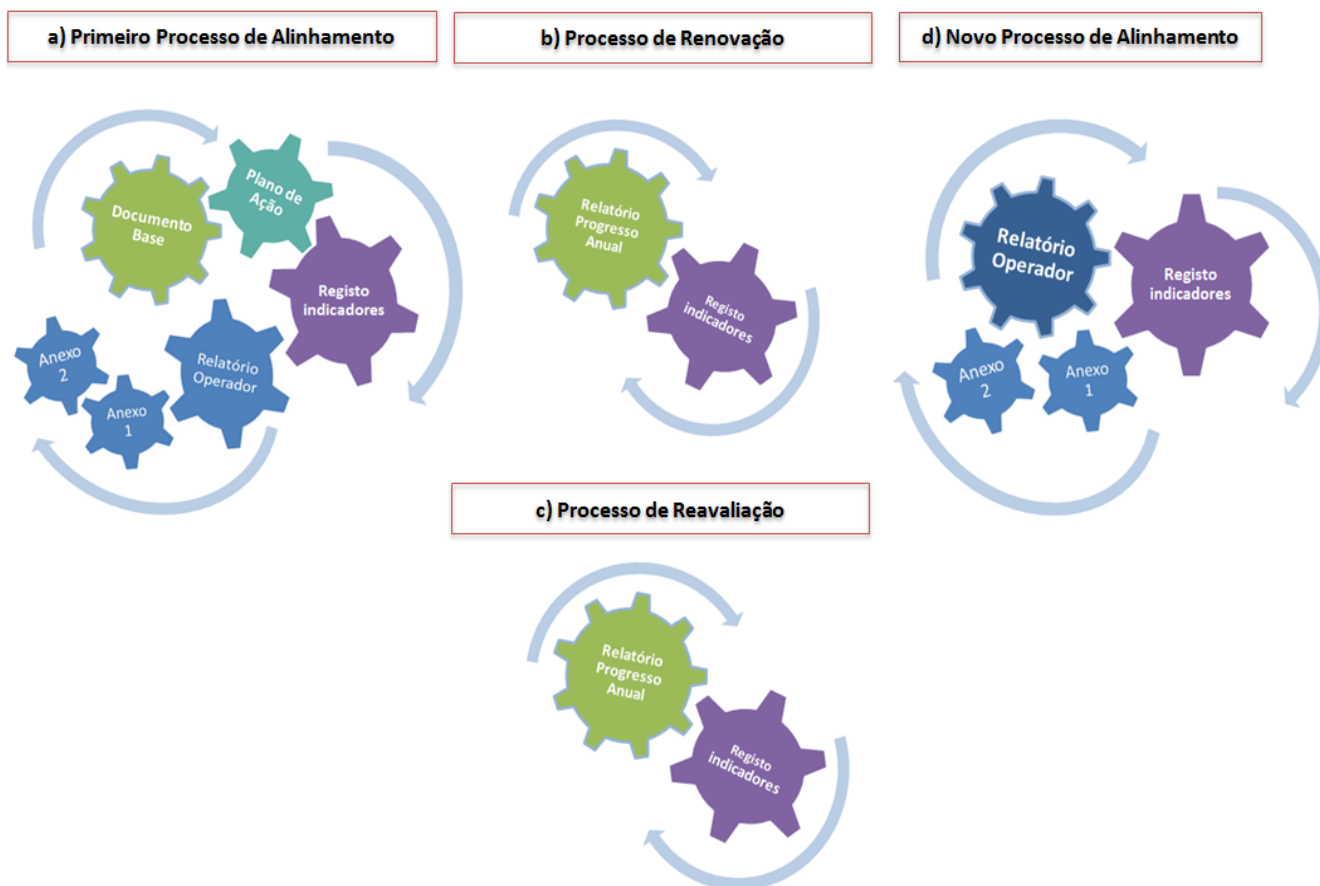 a) Primeiro Processo de Alinhamento
Documento
Base
Plano de
Ação
Registo
indicadores
Relatório
Operador
Anexo
1
Anexo
2
b) Processo de Renovação
Relatório
Progresso
Anual
Registo
indicadores
c) Processo de Reavaliação
Relatório
Progresso
Anual
Registo
indicadores
d) Novo Processo de Alinhamento
Relatório
Operador
Registo
indicadores
Anexo
1
Anexo
2